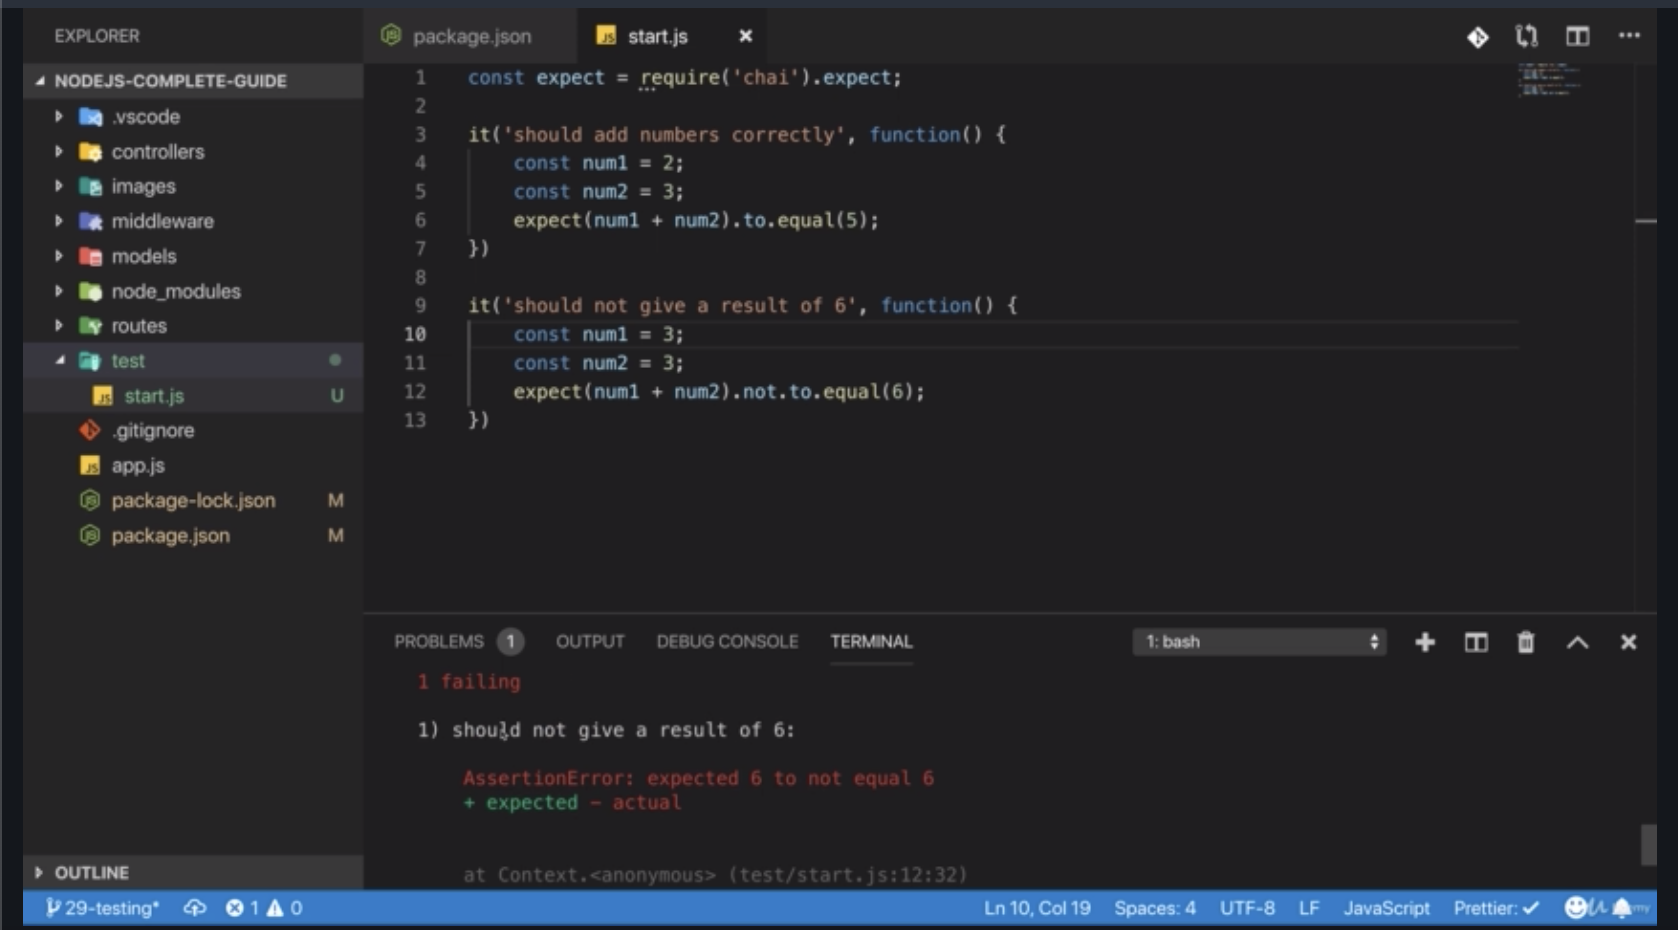 EXPLORER
NODEJS-COMPLETE-GUIDE
.vscode
controllers
images
middleware
models
node_modules
routes
test
start.js U
.gitignore
app.js
package-lock.json M
package.json M
OUTLINE
package.json
start.js
1 const expect = require('chai').expect;
2
3 it('should add numbers correctly', function() {
4 const num1 = 2;
5 const num2 = 3;
6 expect(num1 + num2).to.equal(5);
7 })
8
9 it('should not give a result of 6', function() {
10 const num1 = 3;
11 const num2 = 3;
12 expect(num1 + num2).not.to.equal(6);
13 })
PROBLEMS 1 OUTPUT DEBUG CONSOLE TERMINAL 1: bash
1 failing
1) should not give a result of 6:
AssertionError: expected 6 to not equal 6
+ expected - actual
at Context.<anonymous> (test/start.js:12:32)
29-testing* 1 0 Ln 10, Col 19 Spaces: 4 UTF-8 LF JavaScript Prettier: ✓